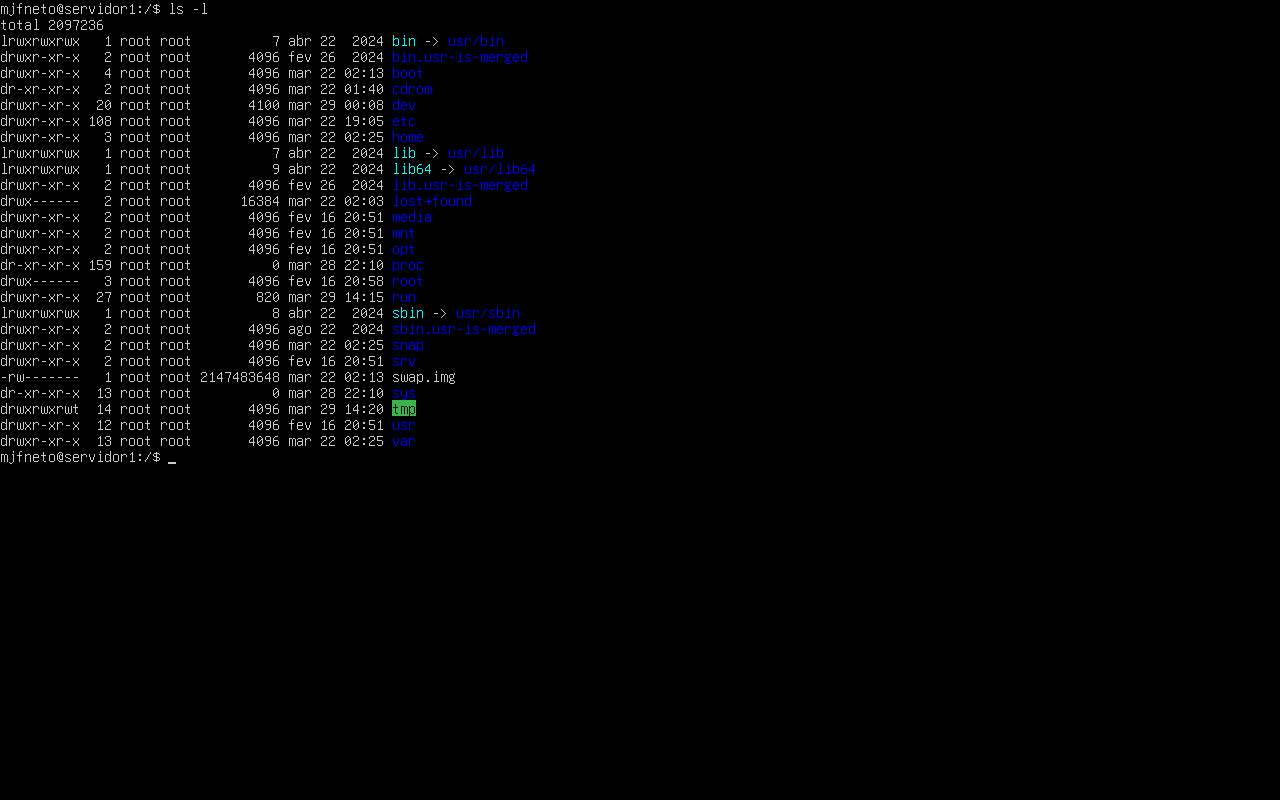 mjfneto@servidor1:/$ ls -l
total 2097236
lrwxrwxrwx   1 root root          7 abr 22  2024 bin -> usr/bin
drwxr-xr-x   2 root root       4096 fev 26  2024 bin.usr-is-merged
drwxr-xr-x   4 root root       4096 mar 22 02:13 boot
dr-xr-xr-x   2 root root       4096 mar 22 01:40 cdrom
drwxr-xr-x  20 root root       4100 mar 29 00:08 dev
drwxr-xr-x 108 root root       4096 mar 22 19:05 etc
drwxr-xr-x   3 root root       4096 mar 22 02:25 home
lrwxrwxrwx   1 root root          7 abr 22  2024 lib -> usr/lib
lrwxrwxrwx   1 root root          9 abr 22  2024 lib64 -> usr/lib64
drwxr-xr-x   2 root root       4096 fev 26  2024 lib.usr-is-merged
drwx------   2 root root      16384 mar 22 02:03 lost+found
drwxr-xr-x   2 root root       4096 fev 16 20:51 media
drwxr-xr-x   2 root root       4096 fev 16 20:51 mnt
drwxr-xr-x   2 root root       4096 fev 16 20:51 opt
dr-xr-xr-x 159 root root          0 mar 28 22:10 proc
drwx------   3 root root       4096 fev 16 20:58 root
drwxr-xr-x  27 root root        820 mar 29 14:15 run
lrwxrwxrwx   1 root root          8 abr 22  2024 sbin -> usr/sbin
drwxr-xr-x   2 root root       4096 ago 22  2024 sbin.usr-is-merged
drwxr-xr-x   2 root root       4096 mar 22 02:25 snap
drwxr-xr-x   2 root root       4096 fev 16 20:51 srv
-rw-------   1 root root 2147483648 mar 22 02:13 swap.img
dr-xr-xr-x  13 root root          0 mar 28 22:10 sys
drwxrwxrwt  14 root root       4096 mar 29 14:20 tmp
drwxr-xr-x  12 root root       4096 fev 16 20:51 usr
drwxr-xr-x  13 root root       4096 mar 22 02:25 var
mjfneto@servidor1:/$ _